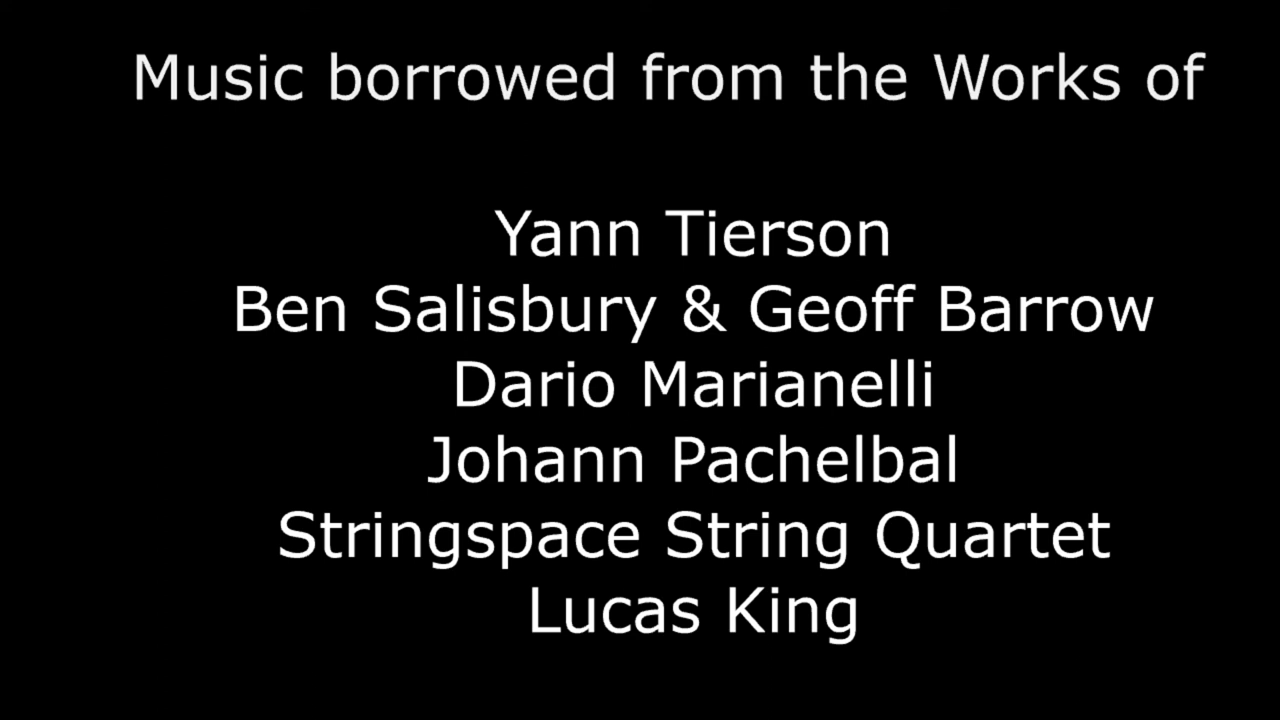 Music borrowed from the Works of
Yann Tierson
Ben Salisbury & Geoff Barrow
Dario Marianelli
Johann Pachelbal
Stringspace String Quartet
Lucas King